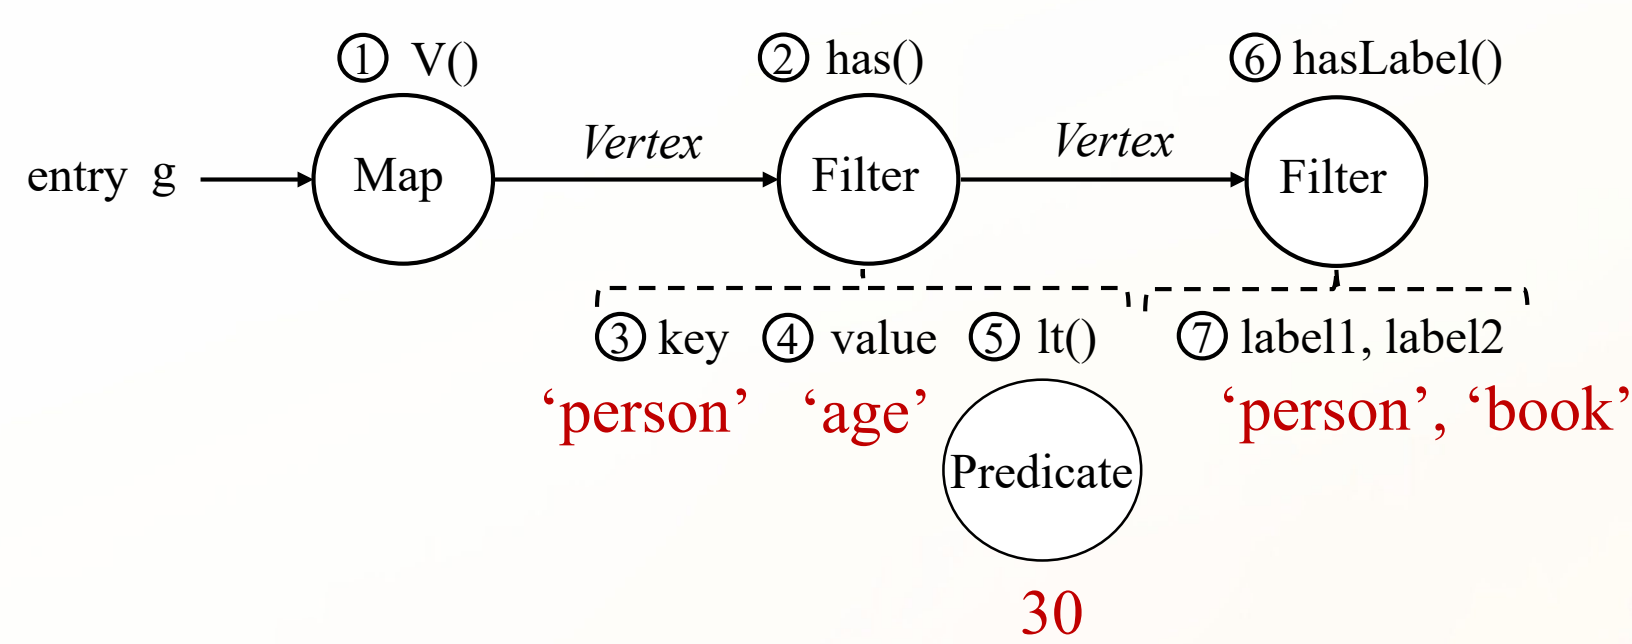 ① V() ② has() ⑥ hasLabel()
entry g Map Vertex Filter Vertex Filter
③ key ④ value ⑤ lt() ⑦ label1, label2
‘person’ ‘age’ ‘person’, ‘book’
Predicate
30